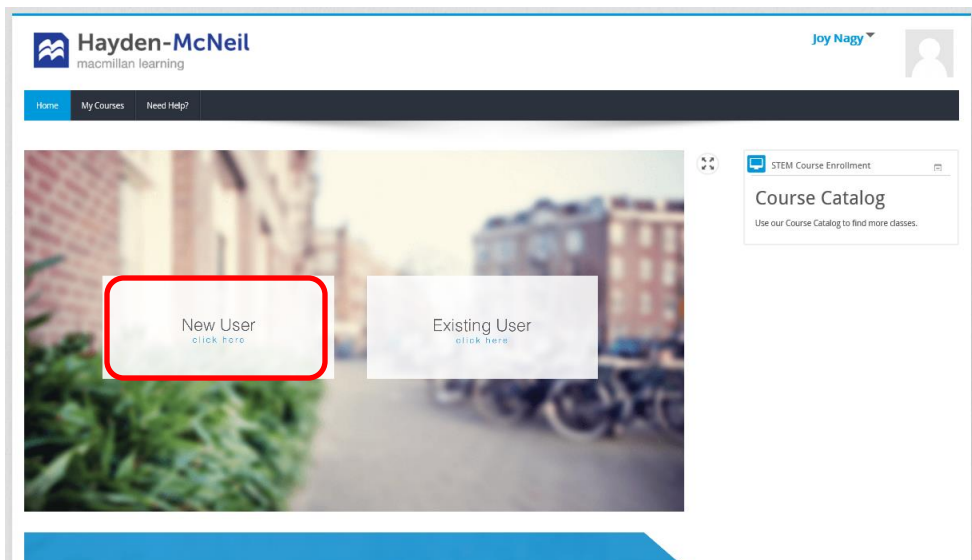 Hayden-McNeil
macmillan learning
Joy Nagy
Home My Courses Need Help?
STEM Course Enrollment
Course Catalog
Use our Course Catalog to find more classes.
New User
click here
Existing User
click here